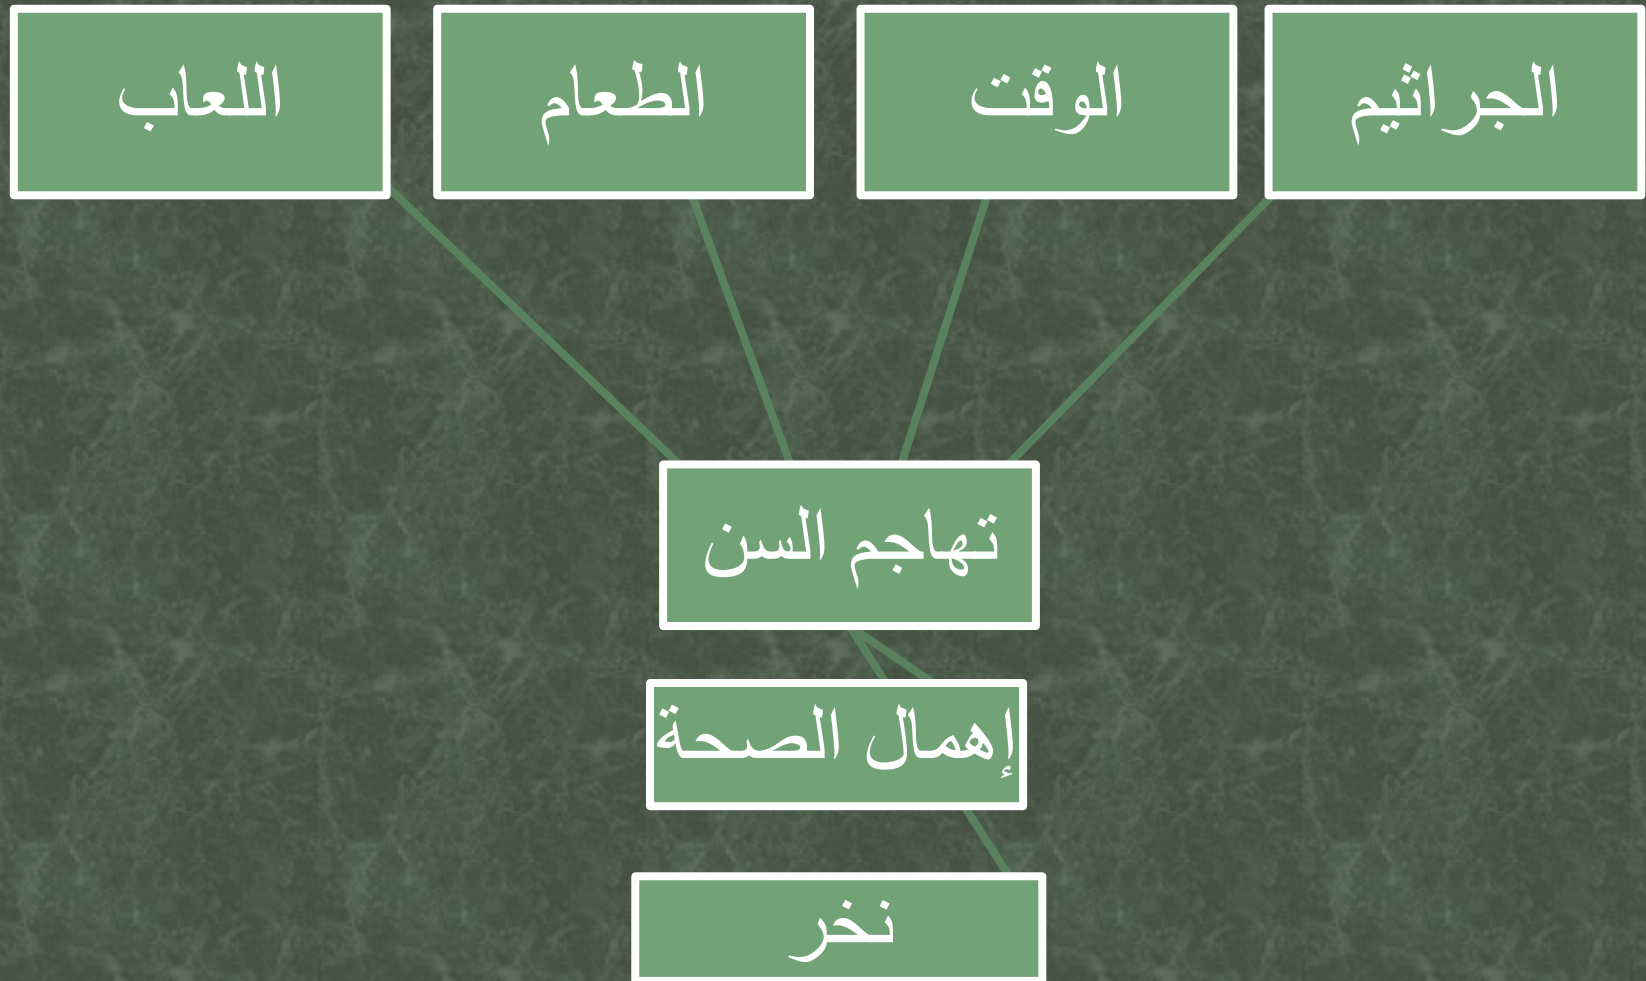 الجراثيم
الوقت
الطعام
اللعاب
تهاجم السن
إهمال الصحة
نخر